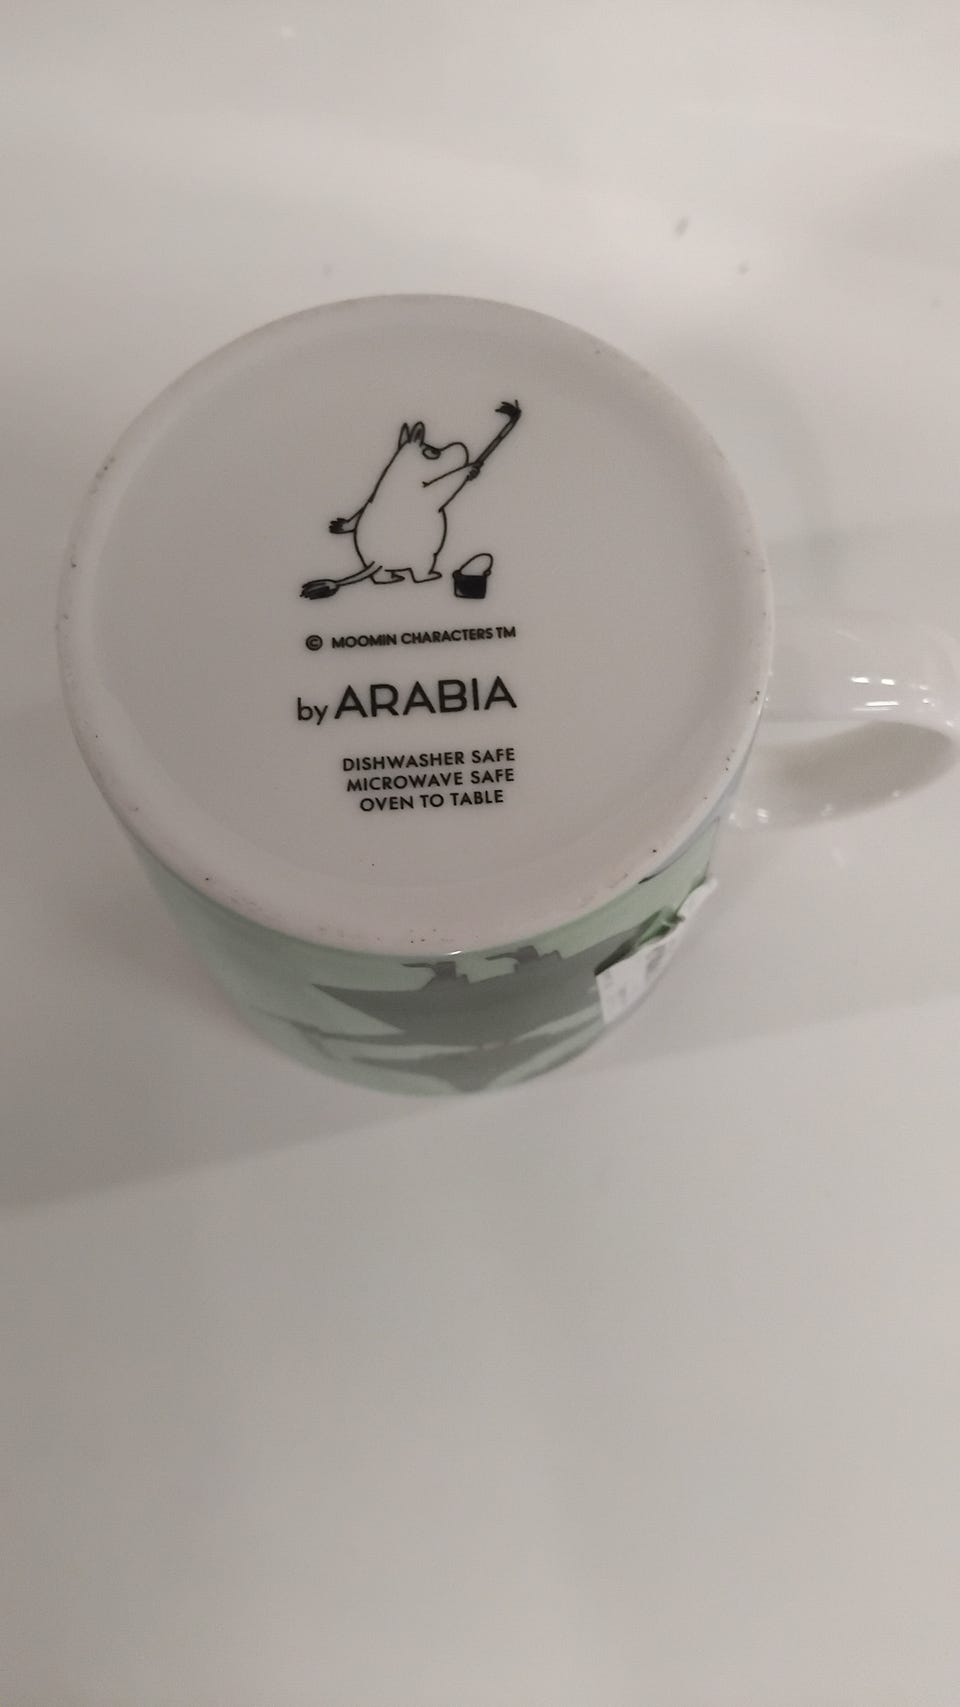 © MOOMIN CHARACTERS TM
by ARABIA
DISHWASHER SAFE
MICROWAVE SAFE
OVEN TO TABLE